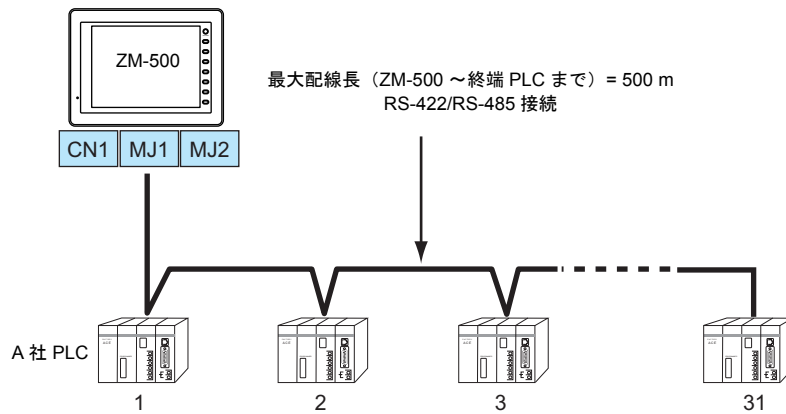 ZM-500
最大配線長（ZM-500 ～終端 PLC まで）= 500 m
RS-422/RS-485 接続
CN1 MJ1 MJ2
A 社 PLC
1 2 3 31